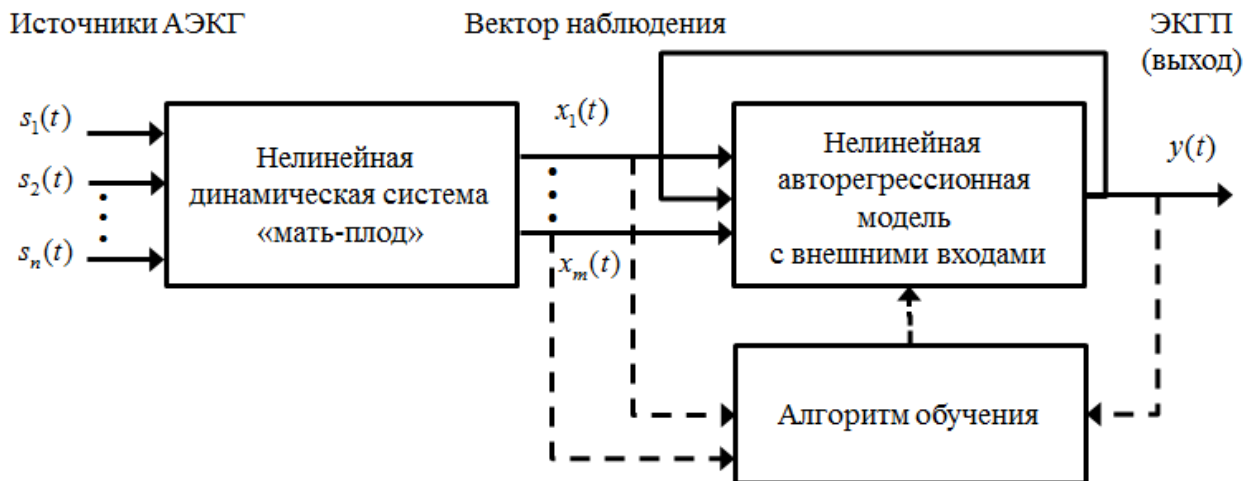 Источники АЭКГ
Вектор наблюдения
ЭКГП
(выход)
s₁(t)
s₂(t)
sₙ(t)
Нелинейная
динамическая система
«мать-плод»
x₁(t)
xₘ(t)
Нелинейная
авторегрессионная
модель
с внешними входами
y(t)
Алгоритм обучения